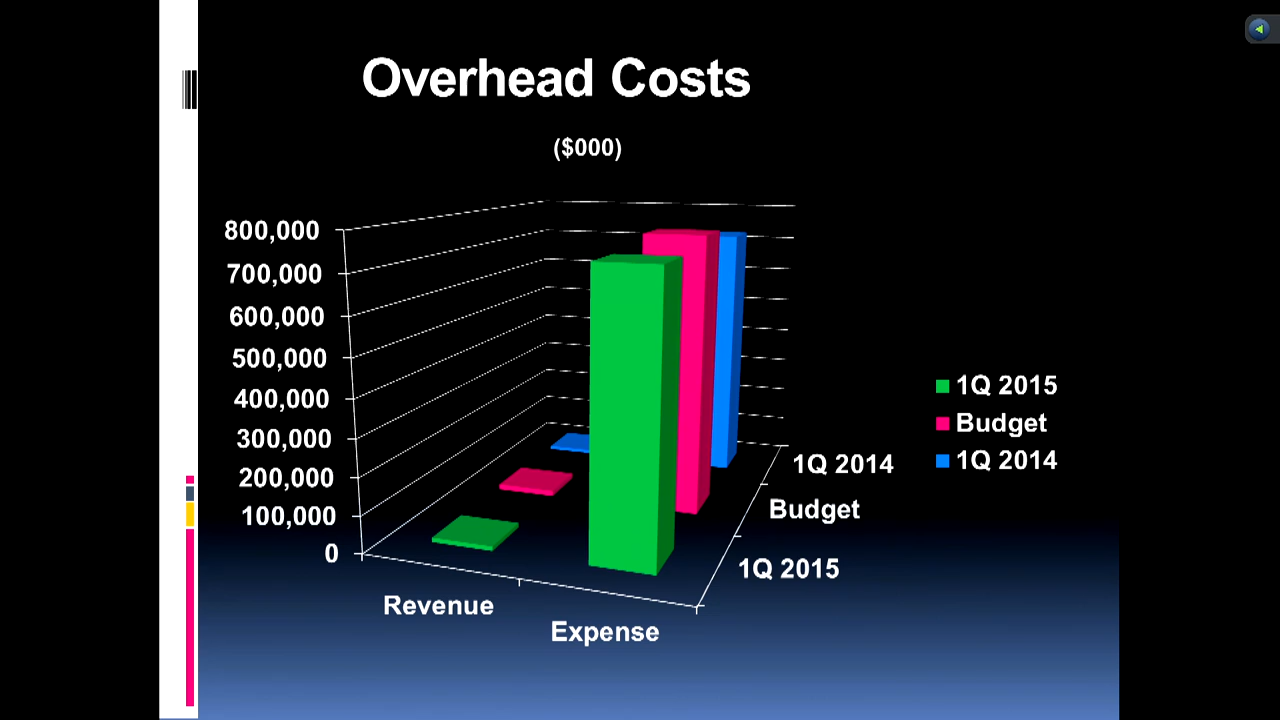 Overhead Costs
($000)
800,000
700,000
600,000
500,000
400,000
300,000
200,000
100,000
0
Revenue
Expense
1Q 2014
Budget
1Q 2015
1Q 2015
Budget
1Q 2014